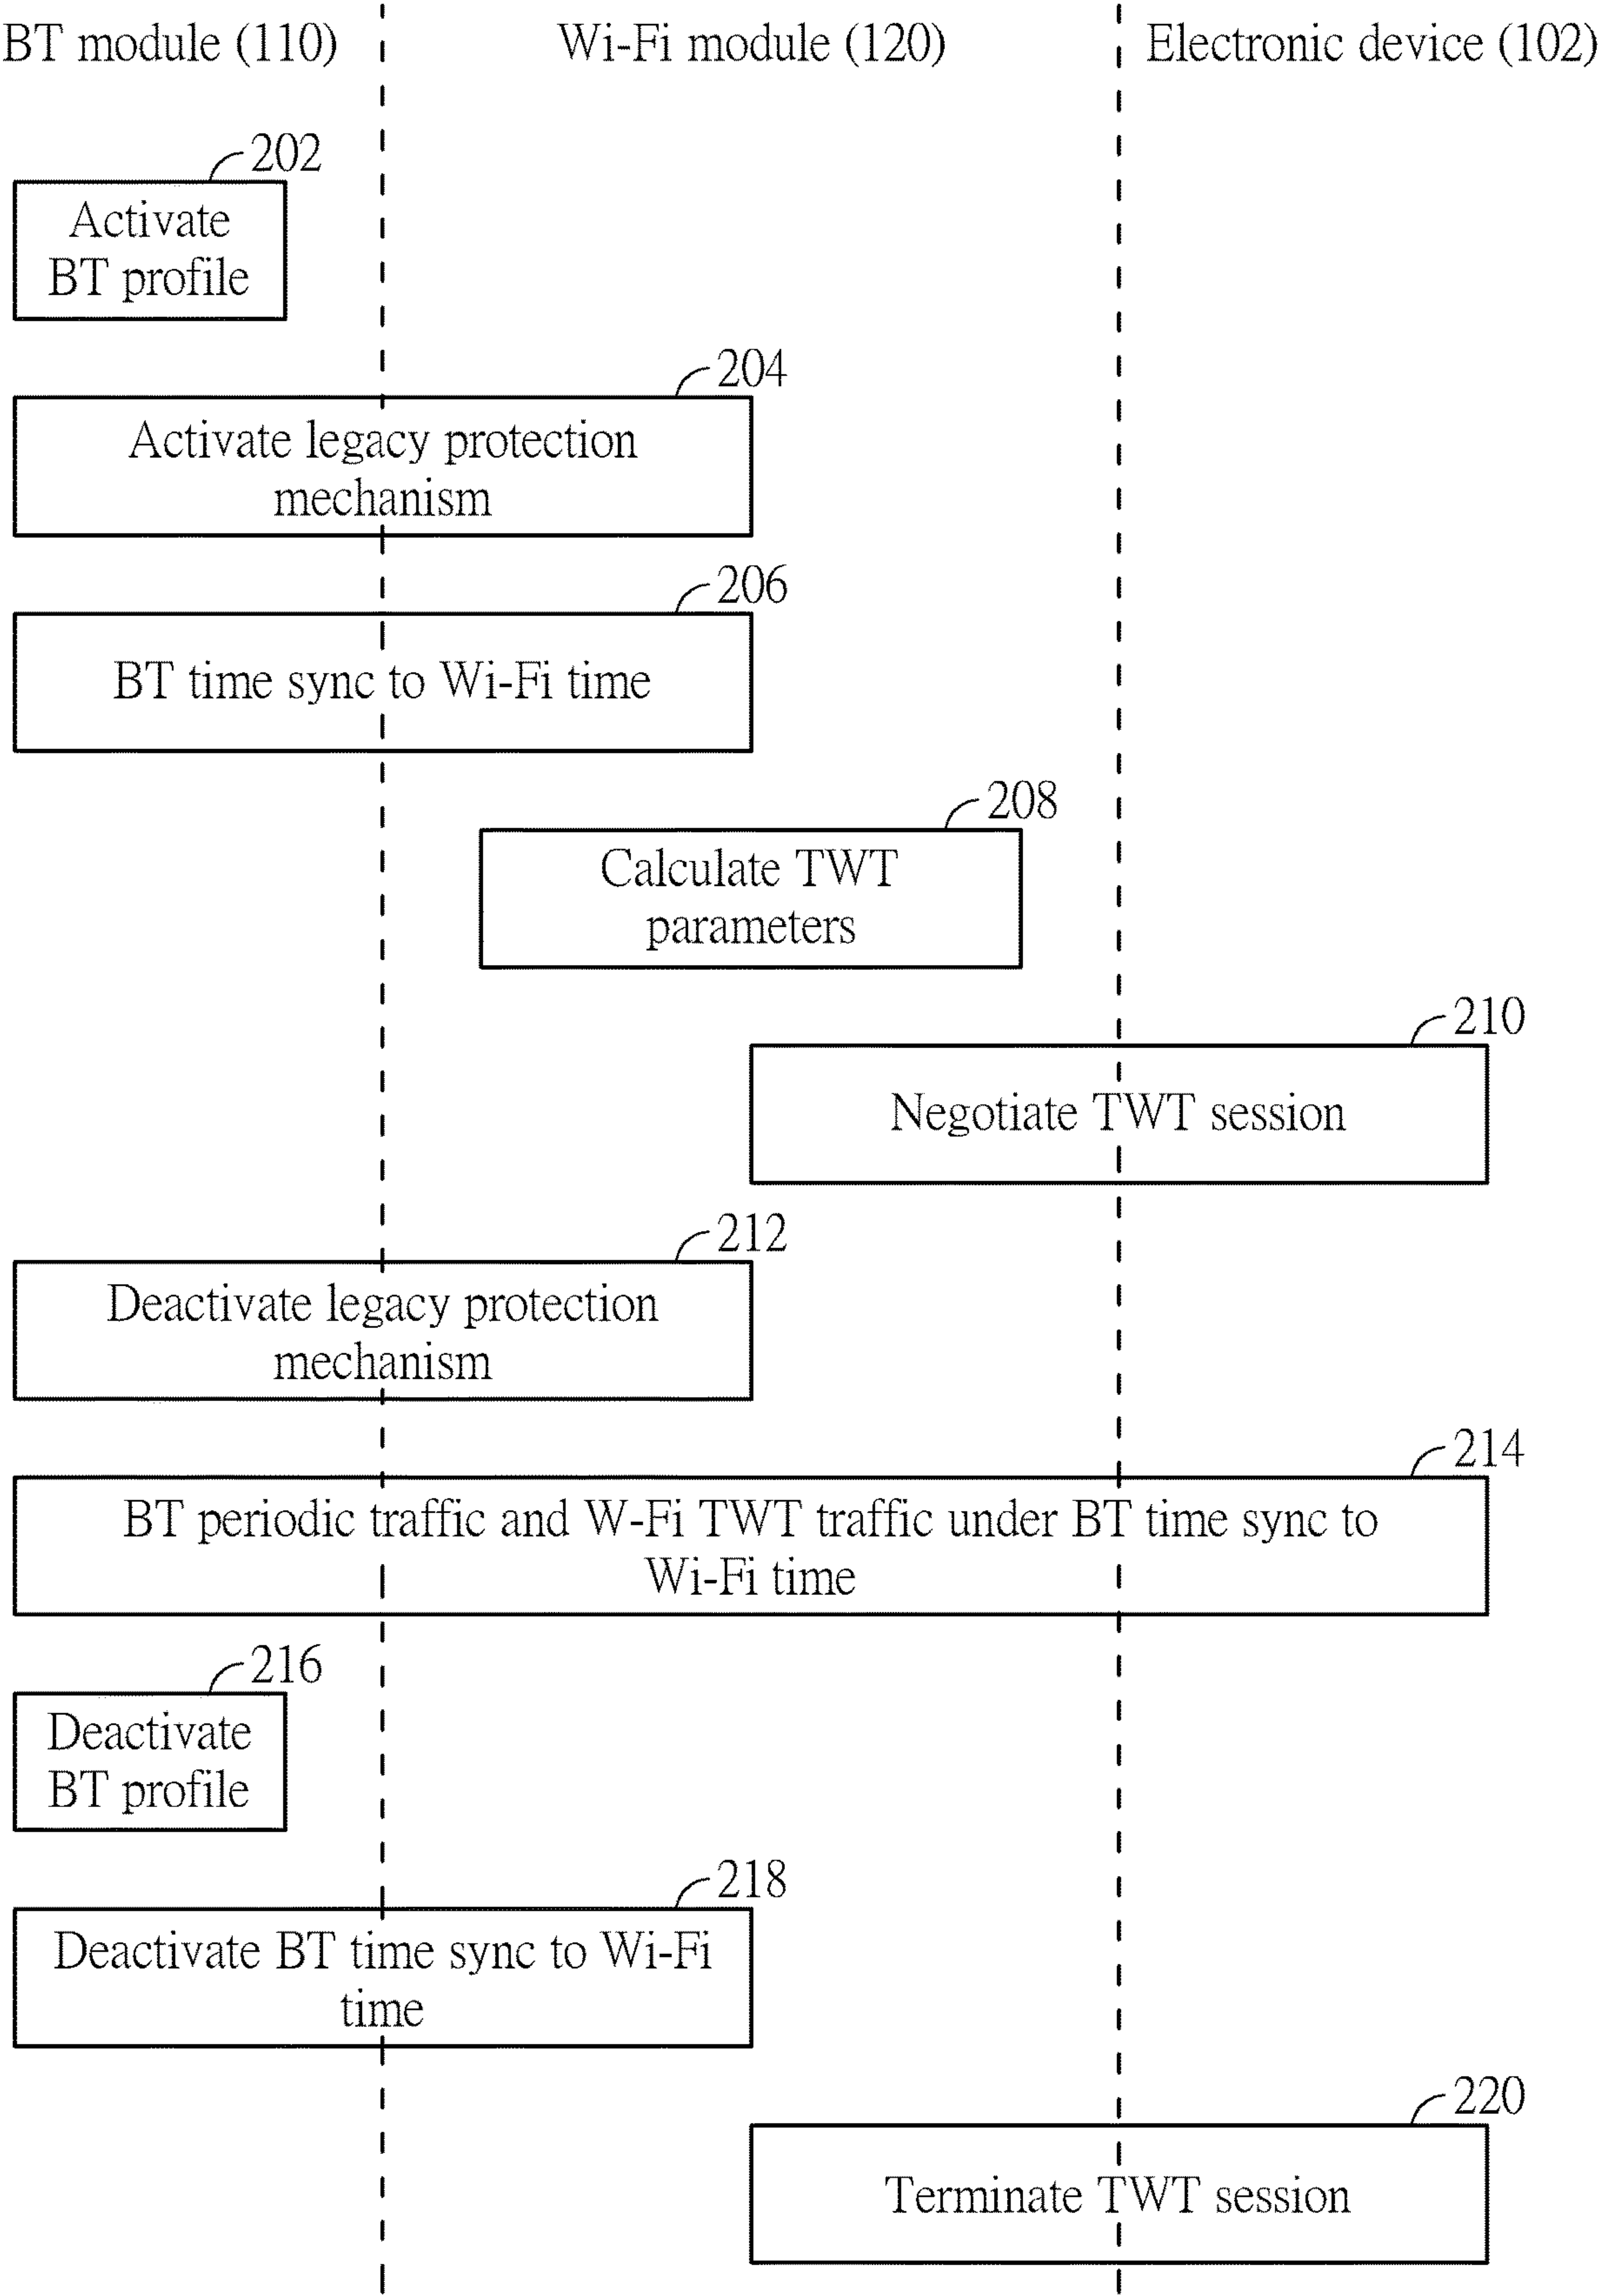 BT module (110) Wi-Fi module (120) Electronic device (102)
202
Activate
BT profile
204
Activate legacy protection
mechanism
206
BT time sync to Wi-Fi time
208
Calculate TWT
parameters
210
Negotiate TWT session
212
Deactivate legacy protection
mechanism
214
BT periodic traffic and W-Fi TWT traffic under BT time sync to
Wi-Fi time
216
Deactivate
BT profile
218
Deactivate BT time sync to Wi-Fi
time
220
Terminate TWT session